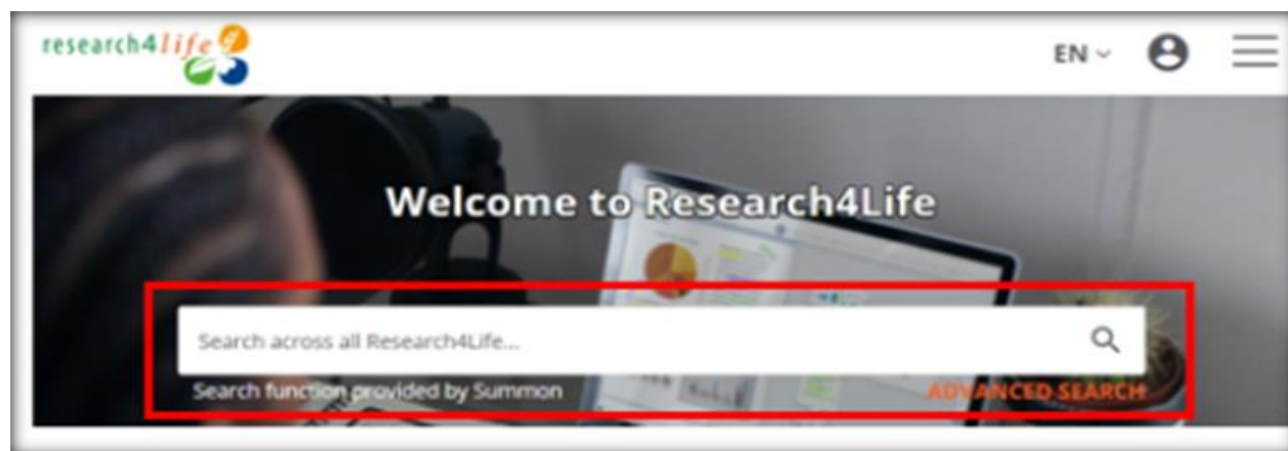 research4life
EN
Welcome to Research4Life
Search across all Research4Life...
Search function provided by Summon
ADVANCED SEARCH